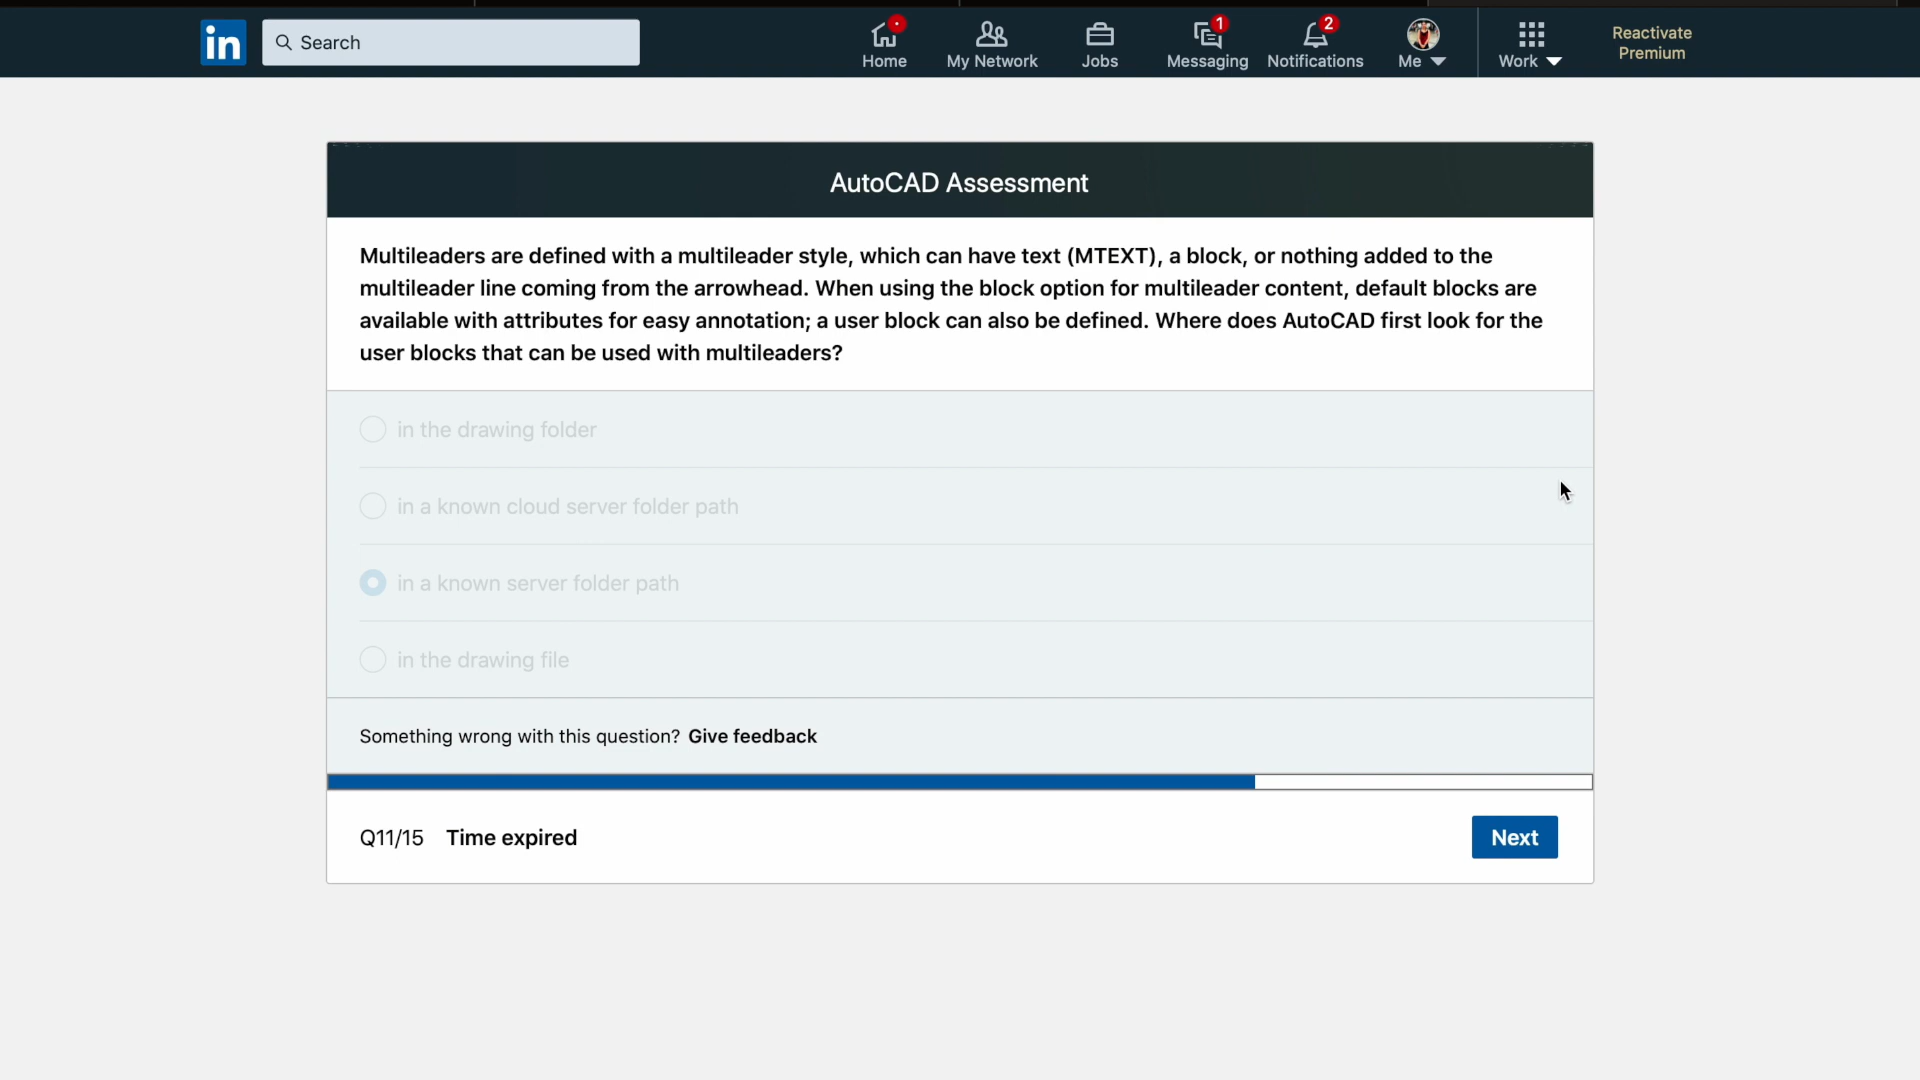 in
Search
Home
My Network
Jobs
1
Messaging
2
Notifications
Me
Work
Reactivate
Premium
AutoCAD Assessment
Multileaders are defined with a multileader style, which can have text (MTEXT), a block, or nothing added to the
multileader line coming from the arrowhead. When using the block option for multileader content, default blocks are
available with attributes for easy annotation; a user block can also be defined. Where does AutoCAD first look for the
user blocks that can be used with multileaders?
in the drawing folder
in a known cloud server folder path
in a known server folder path
in the drawing file
Something wrong with this question? Give feedback
Q11/15 Time expired
Next